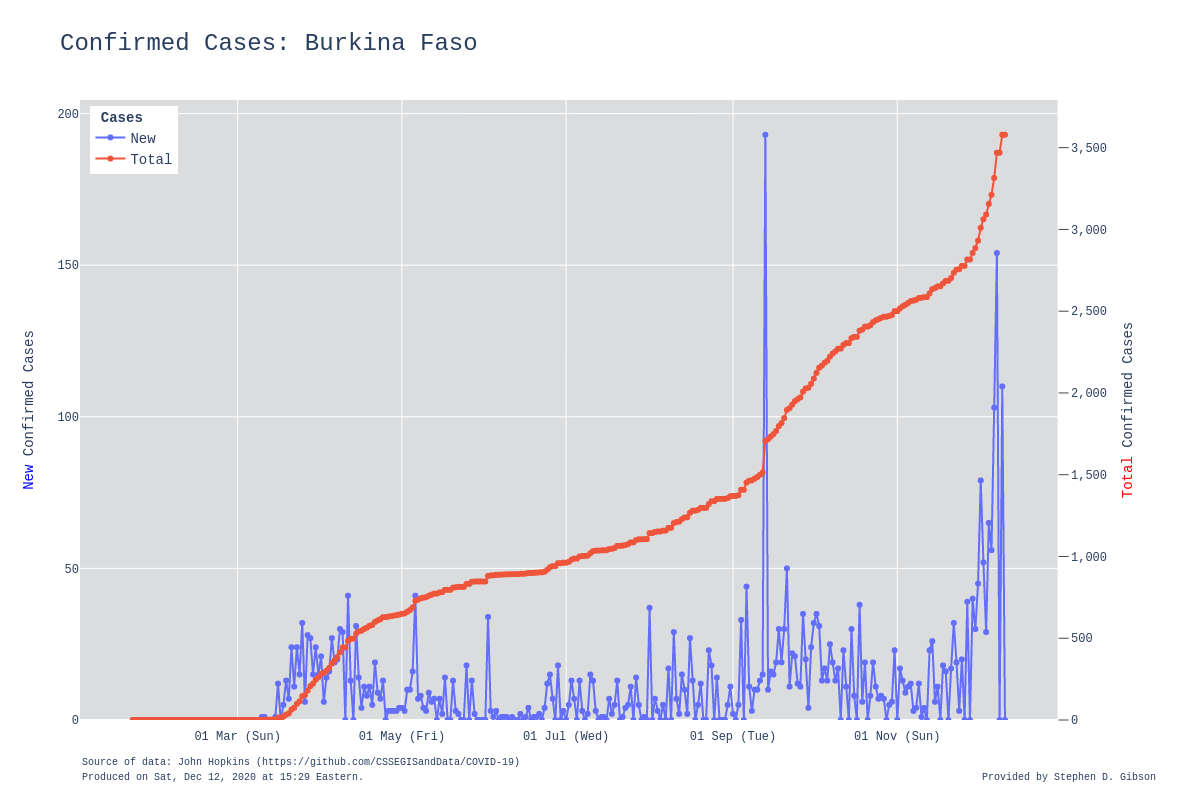 Confirmed Cases: Burkina Faso
Cases
New
Total
200
150
100
50
0
New Confirmed Cases
3,500
3,000
2,500
2,000
1,500
1,000
500
0
Total Confirmed Cases
01 Mar (Sun)
01 May (Fri)
01 Jul (Wed)
01 Sep (Tue)
01 Nov (Sun)
Source of data: John Hopkins (https://github.com/CSSEGISandData/COVID-19)
Produced on Sat, Dec 12, 2020 at 15:29 Eastern.
Provided by Stephen D. Gibson